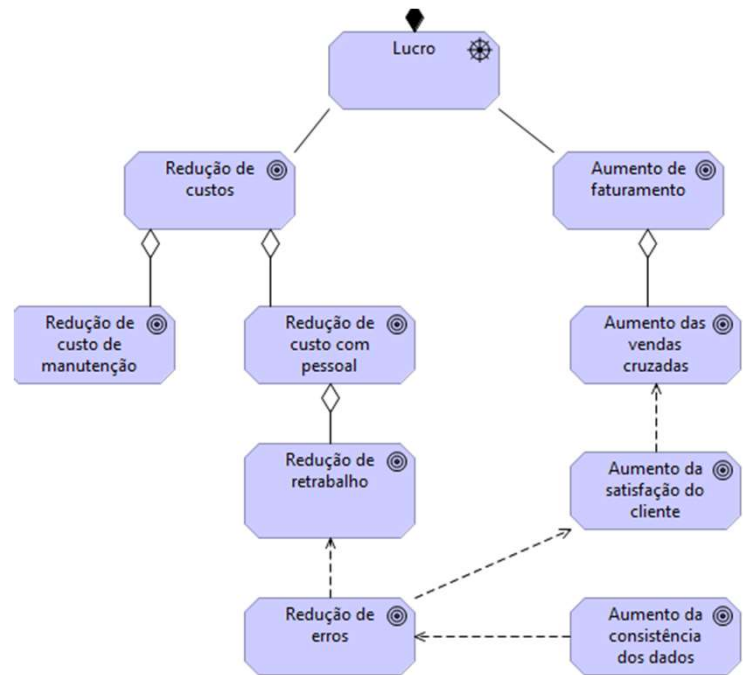 Lucro
Redução de
custos
Aumento de
faturamento
Redução de
custo de
manutenção
Redução de
custo com
pessoal
Aumento das
vendas
cruzadas
Redução de
retrabalho
Aumento da
satisfação do
cliente
Redução de
erros
Aumento da
consistência
dos dados